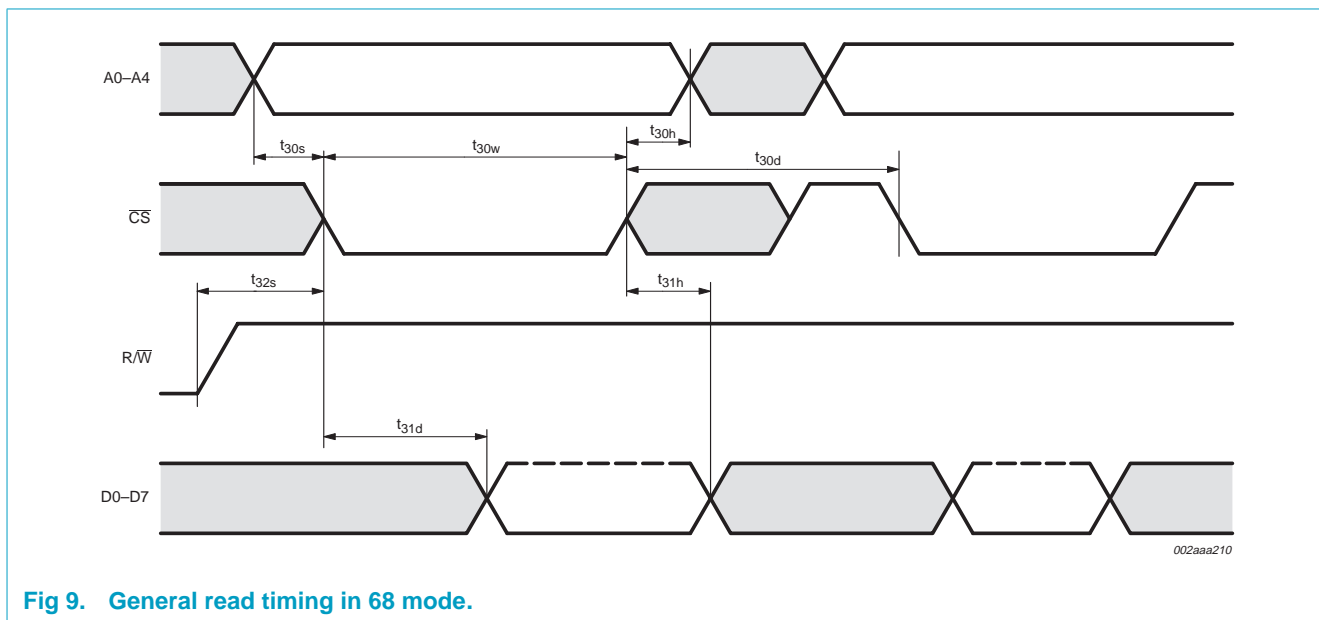 A0–A4
t30h
t30s
t30w
t30d
CS
t32s
t31h
R/W
t31d
D0–D7
002aaa210
Fig 9. General read timing in 68 mode.